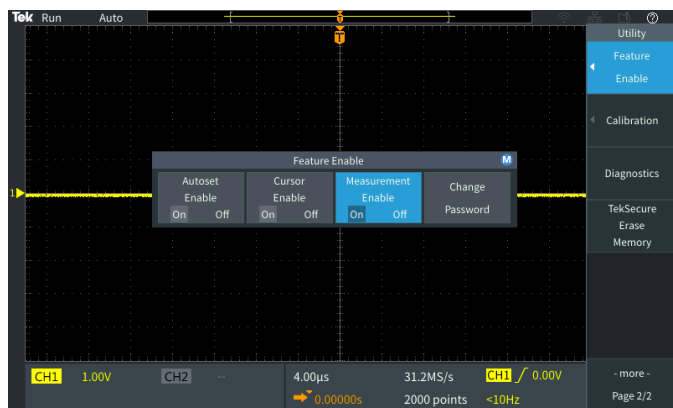 Tek Run Auto
T
T
Utility
Feature
Enable
Calibration
Diagnostics
TekSecure
Erase
Memory
- more -
Page 2/2
Feature Enable M
Autoset
Enable
On Off
Cursor
Enable
On Off
Measurement
Enable
On Off
Change
Password
1
CH1 1.00V CH2 -- 4.00µs 31.2MS/s CH1 0.00V
0.00000s 2000 points <10Hz